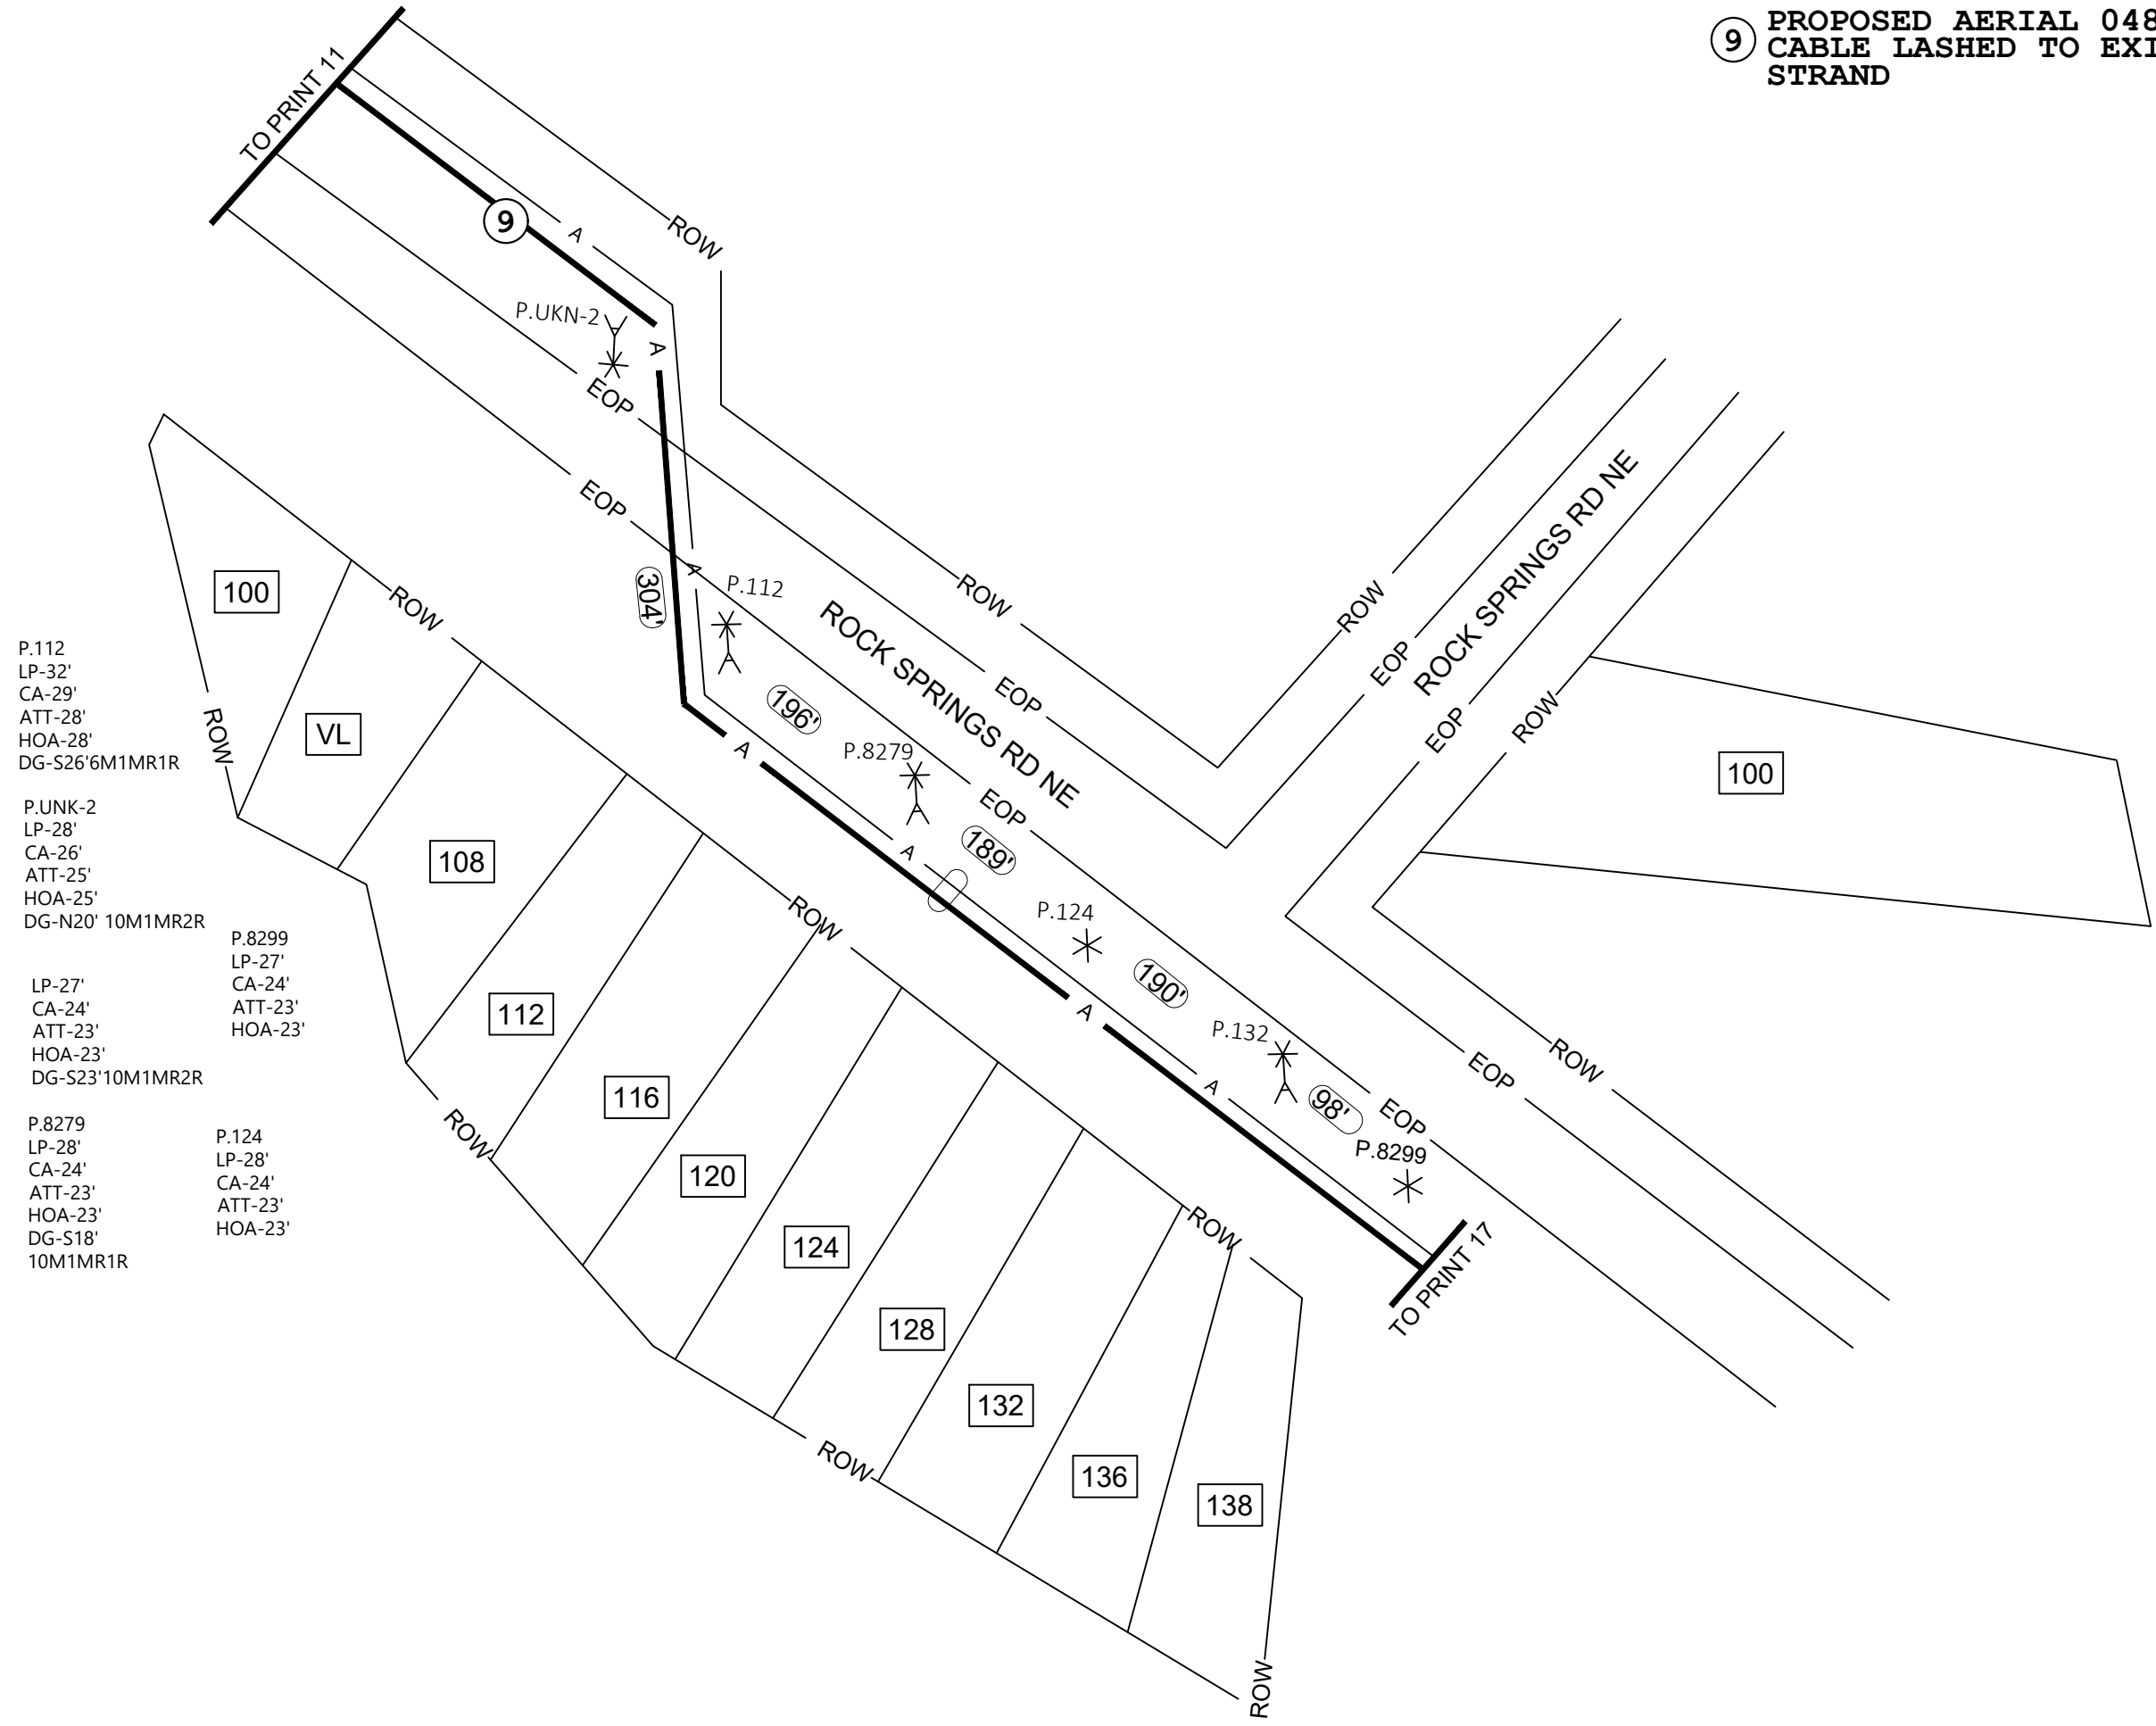 9
PROPOSED AERIAL 048
CABLE LASHED TO EXI
STRAND
TO PRINT 11
ROW
9
A
P.UKN-2
A
EOP
EOP
A
304'
P.112
ROW
ROCK SPRINGS RD NE
ROW
EOP
ROCK SPRINGS RD NE
ROW
EOP
EOP
ROW
100
100
ROW
VL
ROW
196'
A
P.8279
EOP
A
189'
P.124
190'
A
P.132
A
98'
EOP
P.8299
EOP
ROW
TO PRINT 17
108
112
116
120
124
128
132
136
138
ROW
ROW
ROW
ROW
ROW
P.112
LP-32'
CA-29'
ATT-28'
HOA-28'
DG-S26'6M1MR1R
P.UNK-2
LP-28'
CA-26'
ATT-25'
HOA-25'
DG-N20' 10M1MR2R
P.8299
LP-27'
CA-24'
ATT-23'
HOA-23'
LP-27'
CA-24'
ATT-23'
HOA-23'
DG-S23'10M1MR2R
P.8279
LP-28'
CA-24'
ATT-23'
HOA-23'
DG-S18'
10M1MR1R
P.124
LP-28'
CA-24'
ATT-23'
HOA-23'